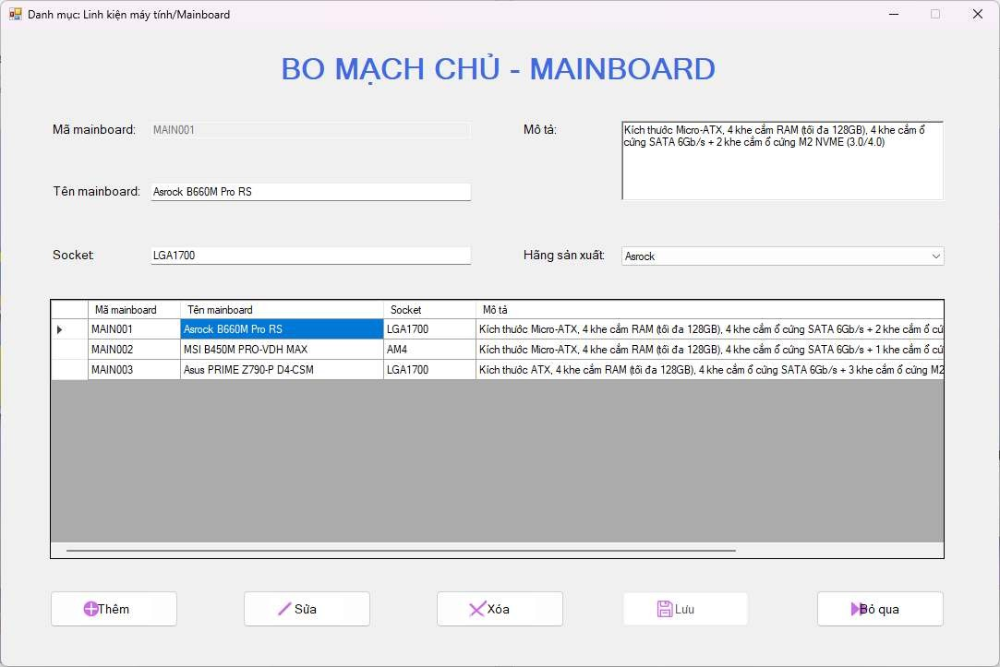 Danh mục: Linh kiện máy tính/Mainboard
BO MẠCH CHỦ - MAINBOARD
Mã mainboard: MAIN001
Mô tả: Kích thước Micro-ATX, 4 khe cắm RAM (tối đa 128GB), 4 khe cắm ổ
cứng SATA 6Gb/s + 2 khe cắm ổ cứng M2 NVME (3.0/4.0)
Tên mainboard: Asrock B660M Pro RS
Socket: LGA1700
Hãng sản xuất: Asrock
Mã mainboard Tên mainboard Socket Mô tả
MAIN001 Asrock B660M Pro RS LGA1700 Kích thước Micro-ATX, 4 khe cắm RAM (tối đa 128GB), 4 khe cắm ổ cứng SATA 6Gb/s + 2 khe cắm ổ cứ
MAIN002 MSI B450M PRO-VDH MAX AM4 Kích thước Micro-ATX, 4 khe cắm RAM (tối đa 128GB), 4 khe cắm ổ cứng SATA 6Gb/s + 1 khe cắm ổ cứ
MAIN003 Asus PRIME Z790-P D4-CSM LGA1700 Kích thước ATX, 4 khe cắm RAM (tối đa 128GB), 4 khe cắm ổ cứng SATA 6Gb/s + 3 khe cắm ổ cứng M2
Thêm Sửa Xóa Lưu Bỏ qua